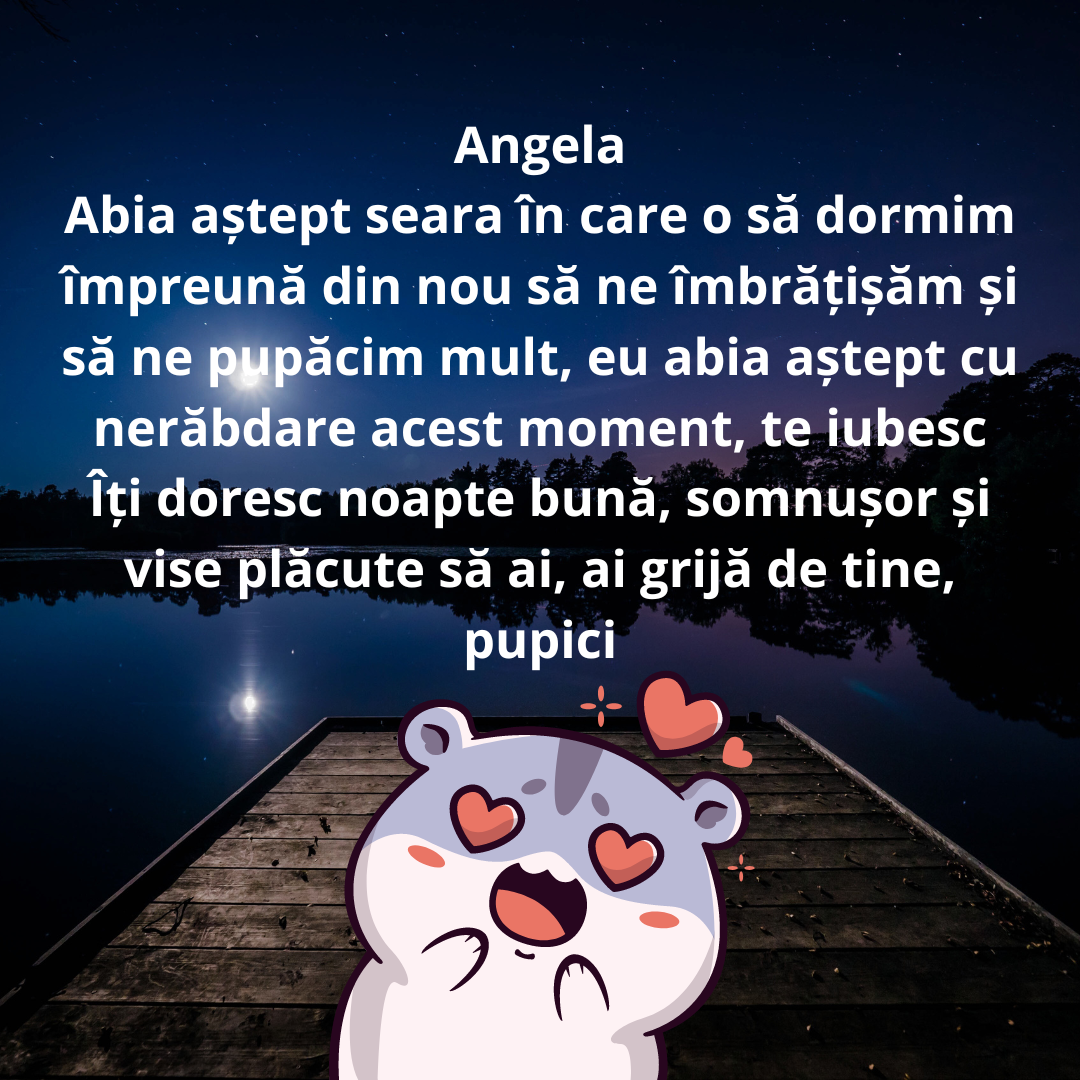 Angela
Abia aștept seara în care o să dormim
împreună din nou să ne îmbrățișăm și
să ne pupăcim mult, eu abia aștept cu
nerăbdare acest moment, te iubesc
Îți doresc noapte bună, somnușor și
vise plăcute să ai, ai grijă de tine,
pupici